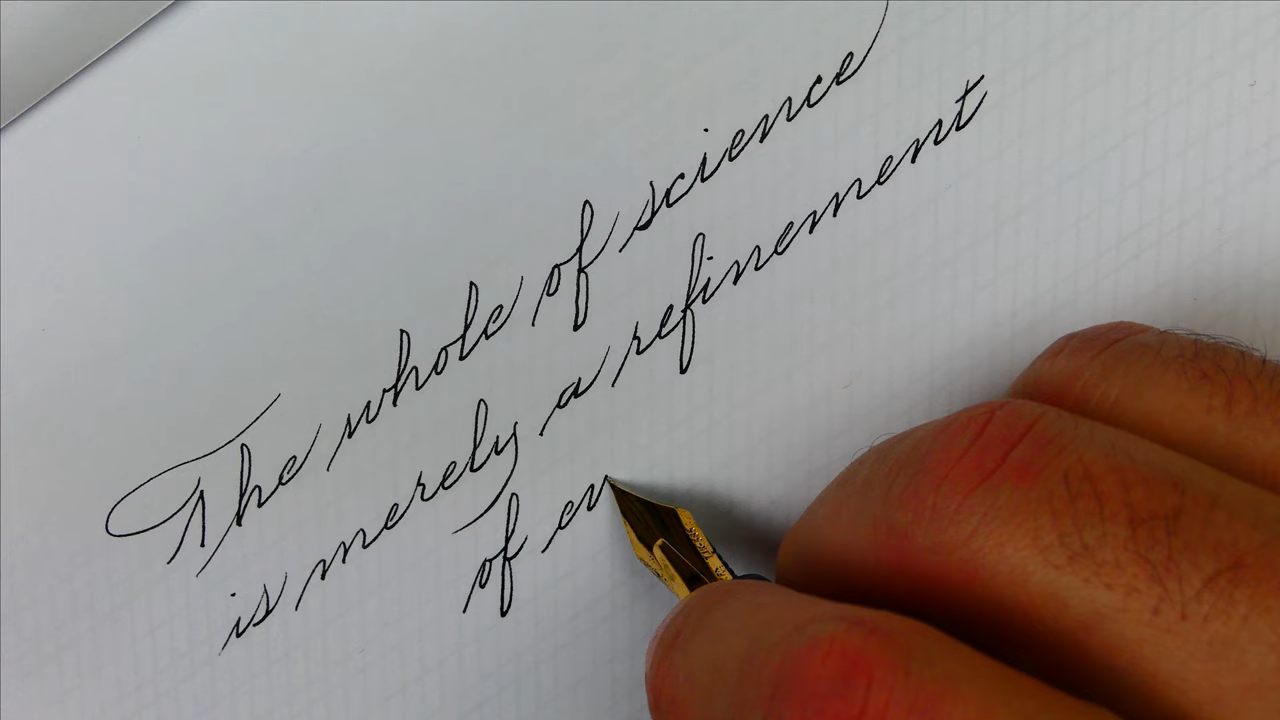 The whole of science
is merely a refinement
of ev